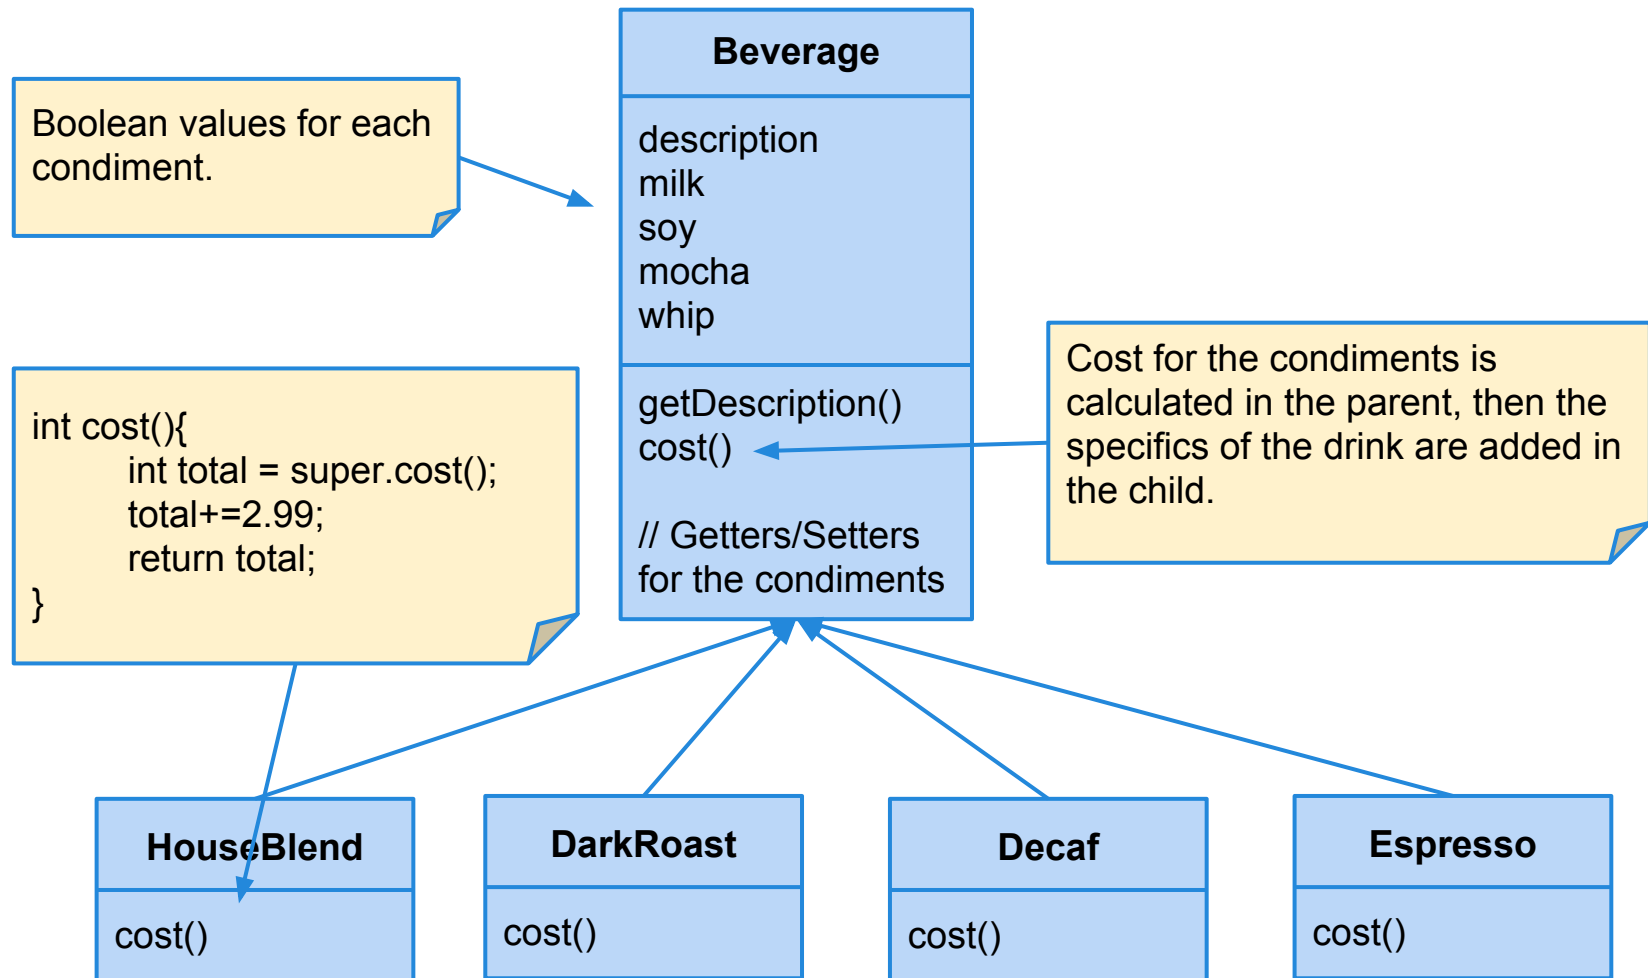 Beverage
Boolean values for each
condiment.
description
milk
soy
mocha
whip
getDescription()
cost()
// Getters/Setters
for the condiments
Cost for the condiments is
calculated in the parent, then the
specifics of the drink are added in
the child.
int cost(){
int total = super.cost();
total+=2.99;
return total;
}
HouseBlend
cost()
DarkRoast
cost()
Decaf
cost()
Espresso
cost()